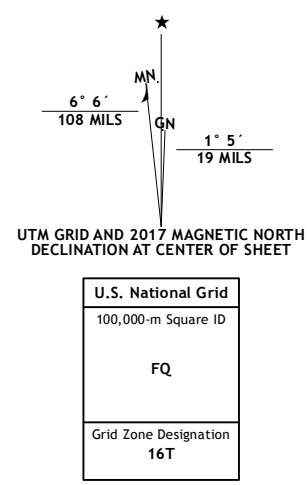 ★
MN.
6° 6´
108 MILS
GN
1° 5´
19 MILS
UTM GRID AND 2017 MAGNETIC NORTH
DECLINATION AT CENTER OF SHEET
U.S. National Grid
100,000-m Square ID
FQ
Grid Zone Designation
16T